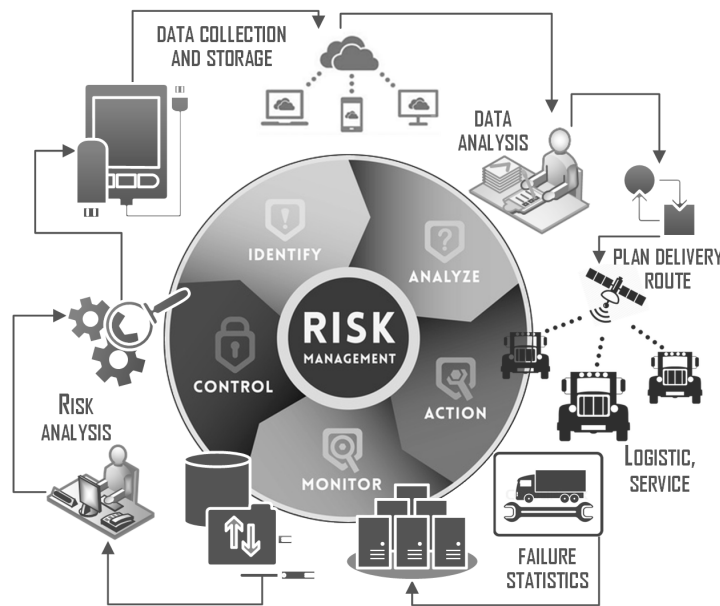 DATA COLLECTION
AND STORAGE
DATA
ANALYSIS
PLAN DELIVERY
ROUTE
IDENTIFY
ANALYZE
RISK
MANAGEMENT
CONTROL
ACTION
MONITOR
RISK
ANALYSIS
LOGISTIC,
SERVICE
FAILURE
STATISTICS